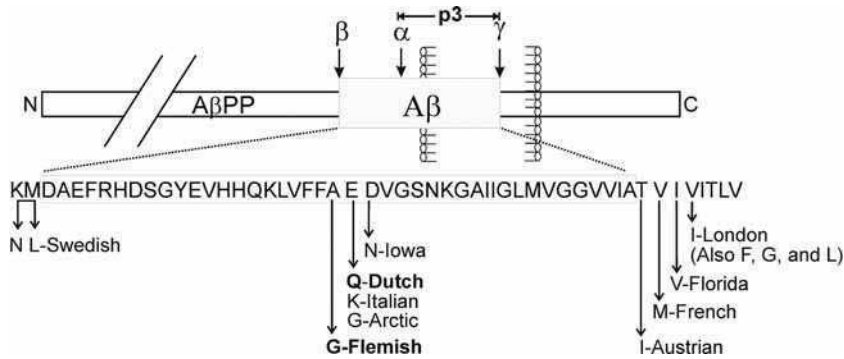 p3
β α γ
N AβPP Aβ C
KMDAEFRHDSGYEVHHQKLVFFA E DVGSNKGAIIGLMVGGVVIAT V I VITLV
N L-Swedish
N-Iowa
Q-Dutch
K-Italian
G-Arctic
G-Flemish
I-London
(Also F, G, and L)
V-Florida
M-French
I-Austrian